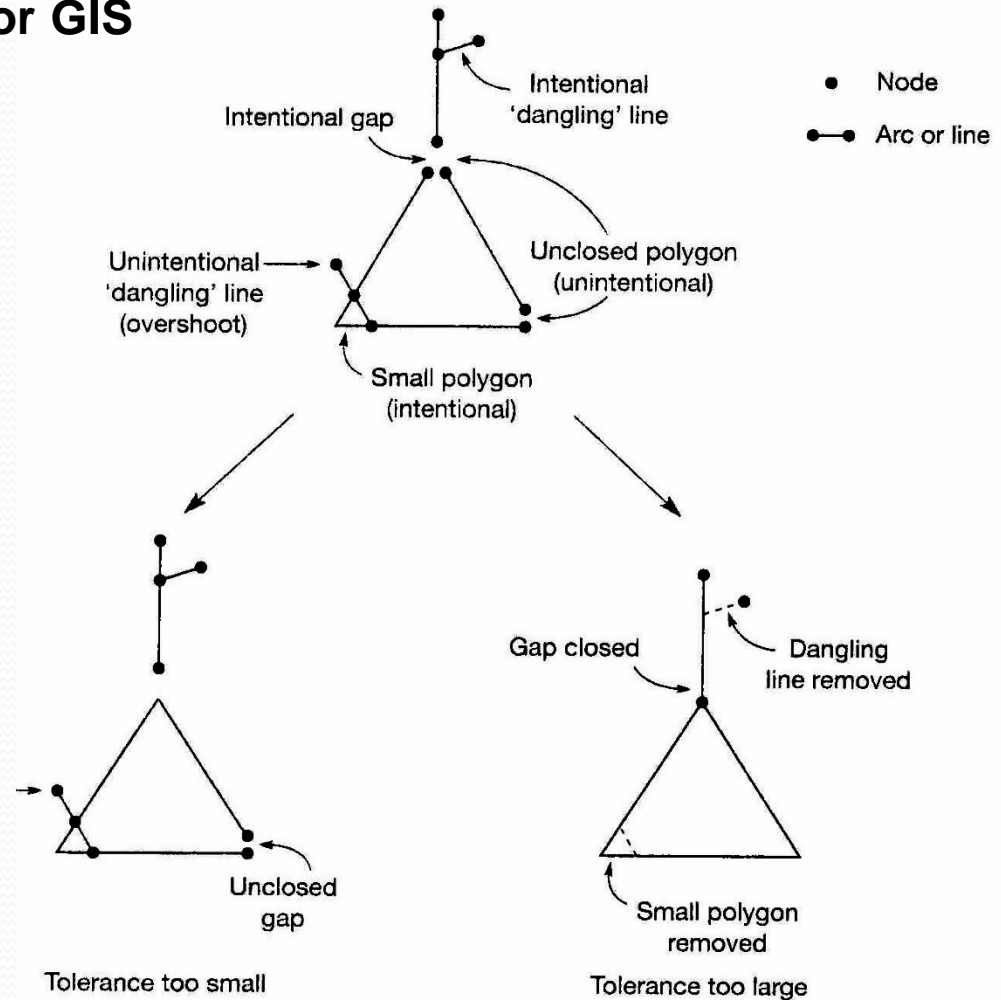 or GIS
Intentional
'dangling' line
Node
Intentional gap
Arc or line
Unclosed polygon
(unintentional)
Unintentional
'dangling' line
(overshoot)
Small polygon
(intentional)
Gap closed
Dangling
line removed
Unclosed
gap
Small polygon
removed
Tolerance too small
Tolerance too large